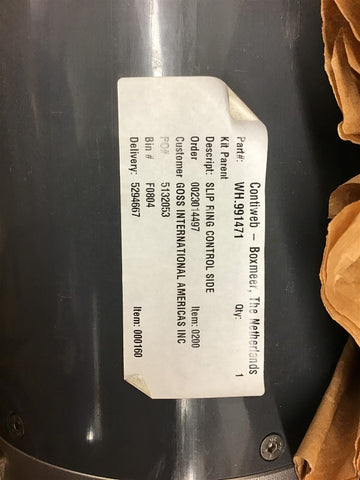 Contiweb – Boxmeer, The Netherlands
Part#: WH.991471 Qty: 1
Kit Parent
Descript: SLIP RING CONTROL SIDE
Order 0023014497 Item: 0200
Customer GOSS INTERNATIONAL AMERICAS INC
PO# 5132053
Bin # F0804
Delivery: 5294667 Item: 000160